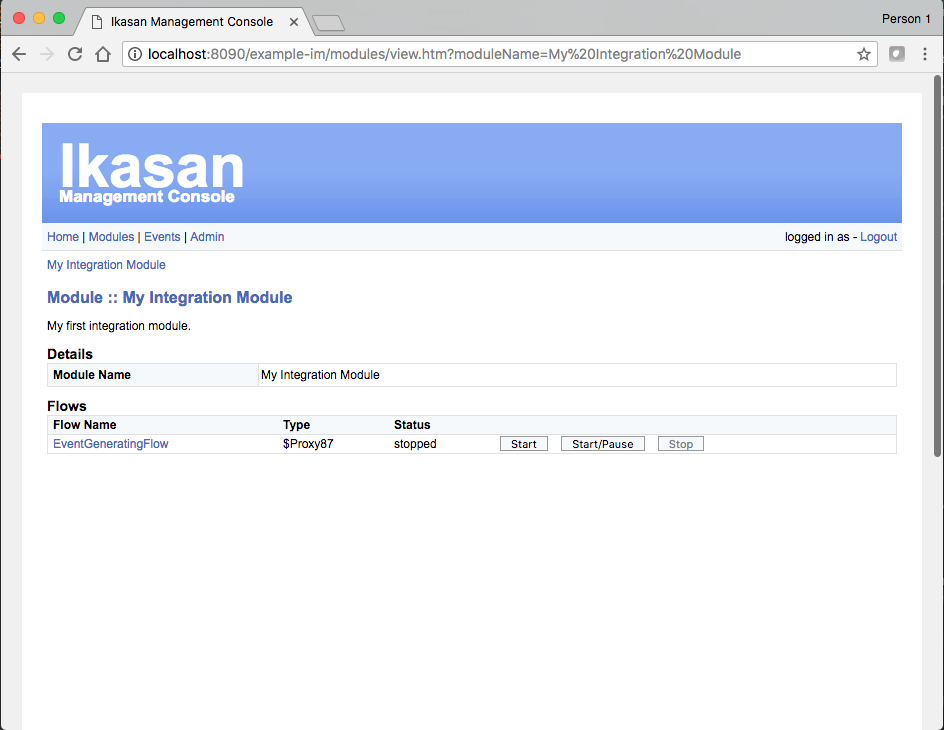 Ikasan Management Console
Person 1
localhost:8090/example-im/modules/view.htm?moduleName=My%20Integration%20Module
Ikasan
Management Console
Home | Modules | Events | Admin
logged in as - Logout
My Integration Module
Module :: My Integration Module
My first integration module.
Details
Module Name My Integration Module
Flows
Flow Name Type Status
EventGeneratingFlow $Proxy87 stopped Start Start/Pause Stop